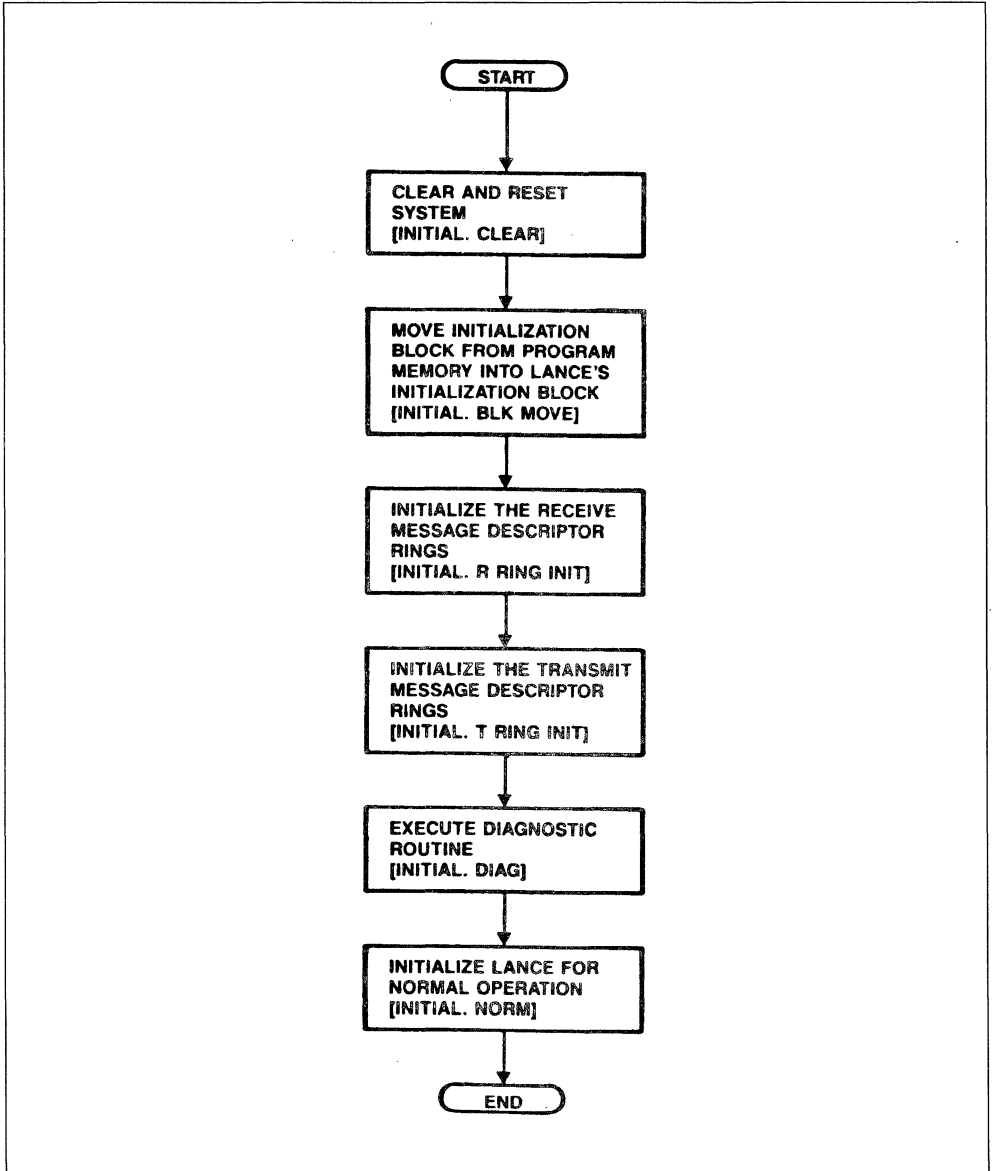 START
CLEAR AND RESET
SYSTEM
[INITIAL. CLEAR]
MOVE INITIALIZATION
BLOCK FROM PROGRAM
MEMORY INTO LANCE'S
INITIALIZATION BLOCK
[INITIAL. BLK MOVE]
INITIALIZE THE RECEIVE
MESSAGE DESCRIPTOR
RINGS
[INITIAL. R RING INIT]
INITIALIZE THE TRANSMIT
MESSAGE DESCRIPTOR
RINGS
[INITIAL. T RING INIT]
EXECUTE DIAGNOSTIC
ROUTINE
[INITIAL. DIAG]
INITIALIZE LANCE FOR
NORMAL OPERATION
[INITIAL. NORM]
END